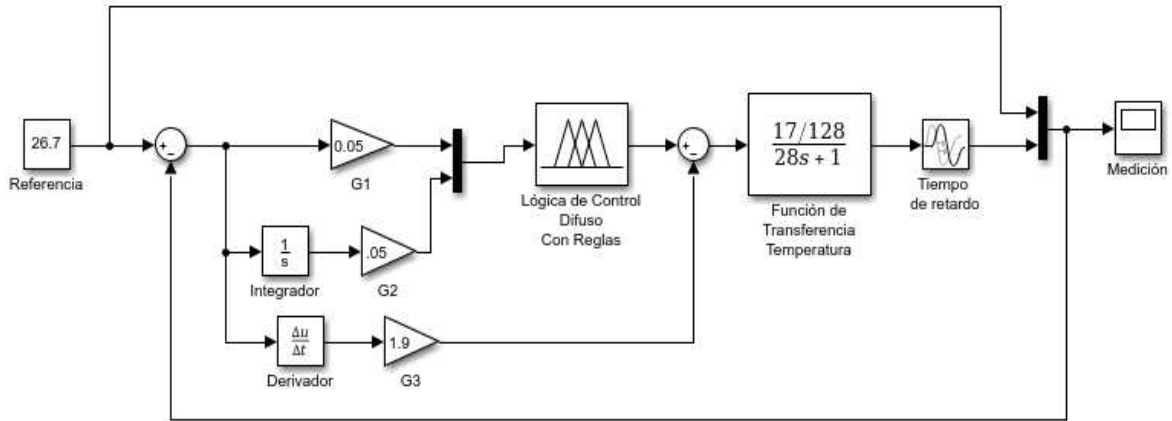 26.7
Referencia
+
−
0.05
G1
1
s
Integrador
.05
G2
Δu
Δt
Derivador
1.9
G3
Lógica de Control
Difuso
Con Reglas
+
−
17/128
28s + 1
Función de
Transferencia
Temperatura
Tiempo
de retardo
Medición